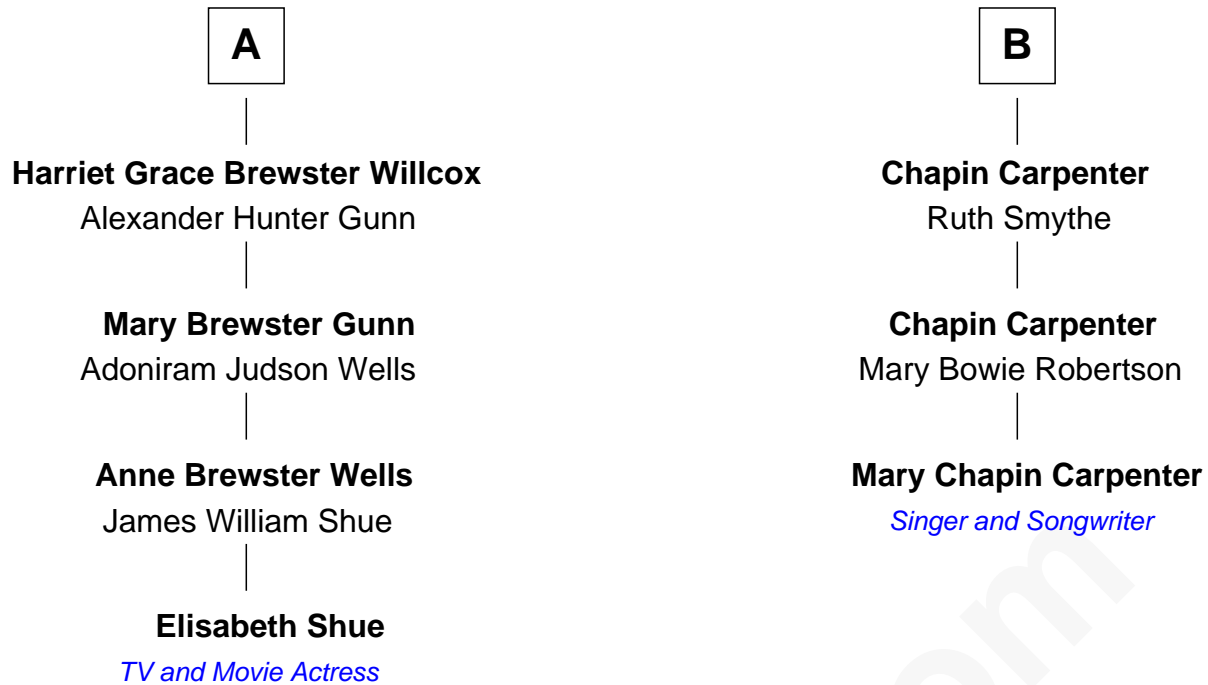 A
Harriet Grace Brewster Willcox
Alexander Hunter Gunn
Mary Brewster Gunn
Adoniram Judson Wells
Anne Brewster Wells
James William Shue
Elisabeth Shue
TV and Movie Actress
B
Chapin Carpenter
Ruth Smythe
Chapin Carpenter
Mary Bowie Robertson
Mary Chapin Carpenter
Singer and Songwriter
om